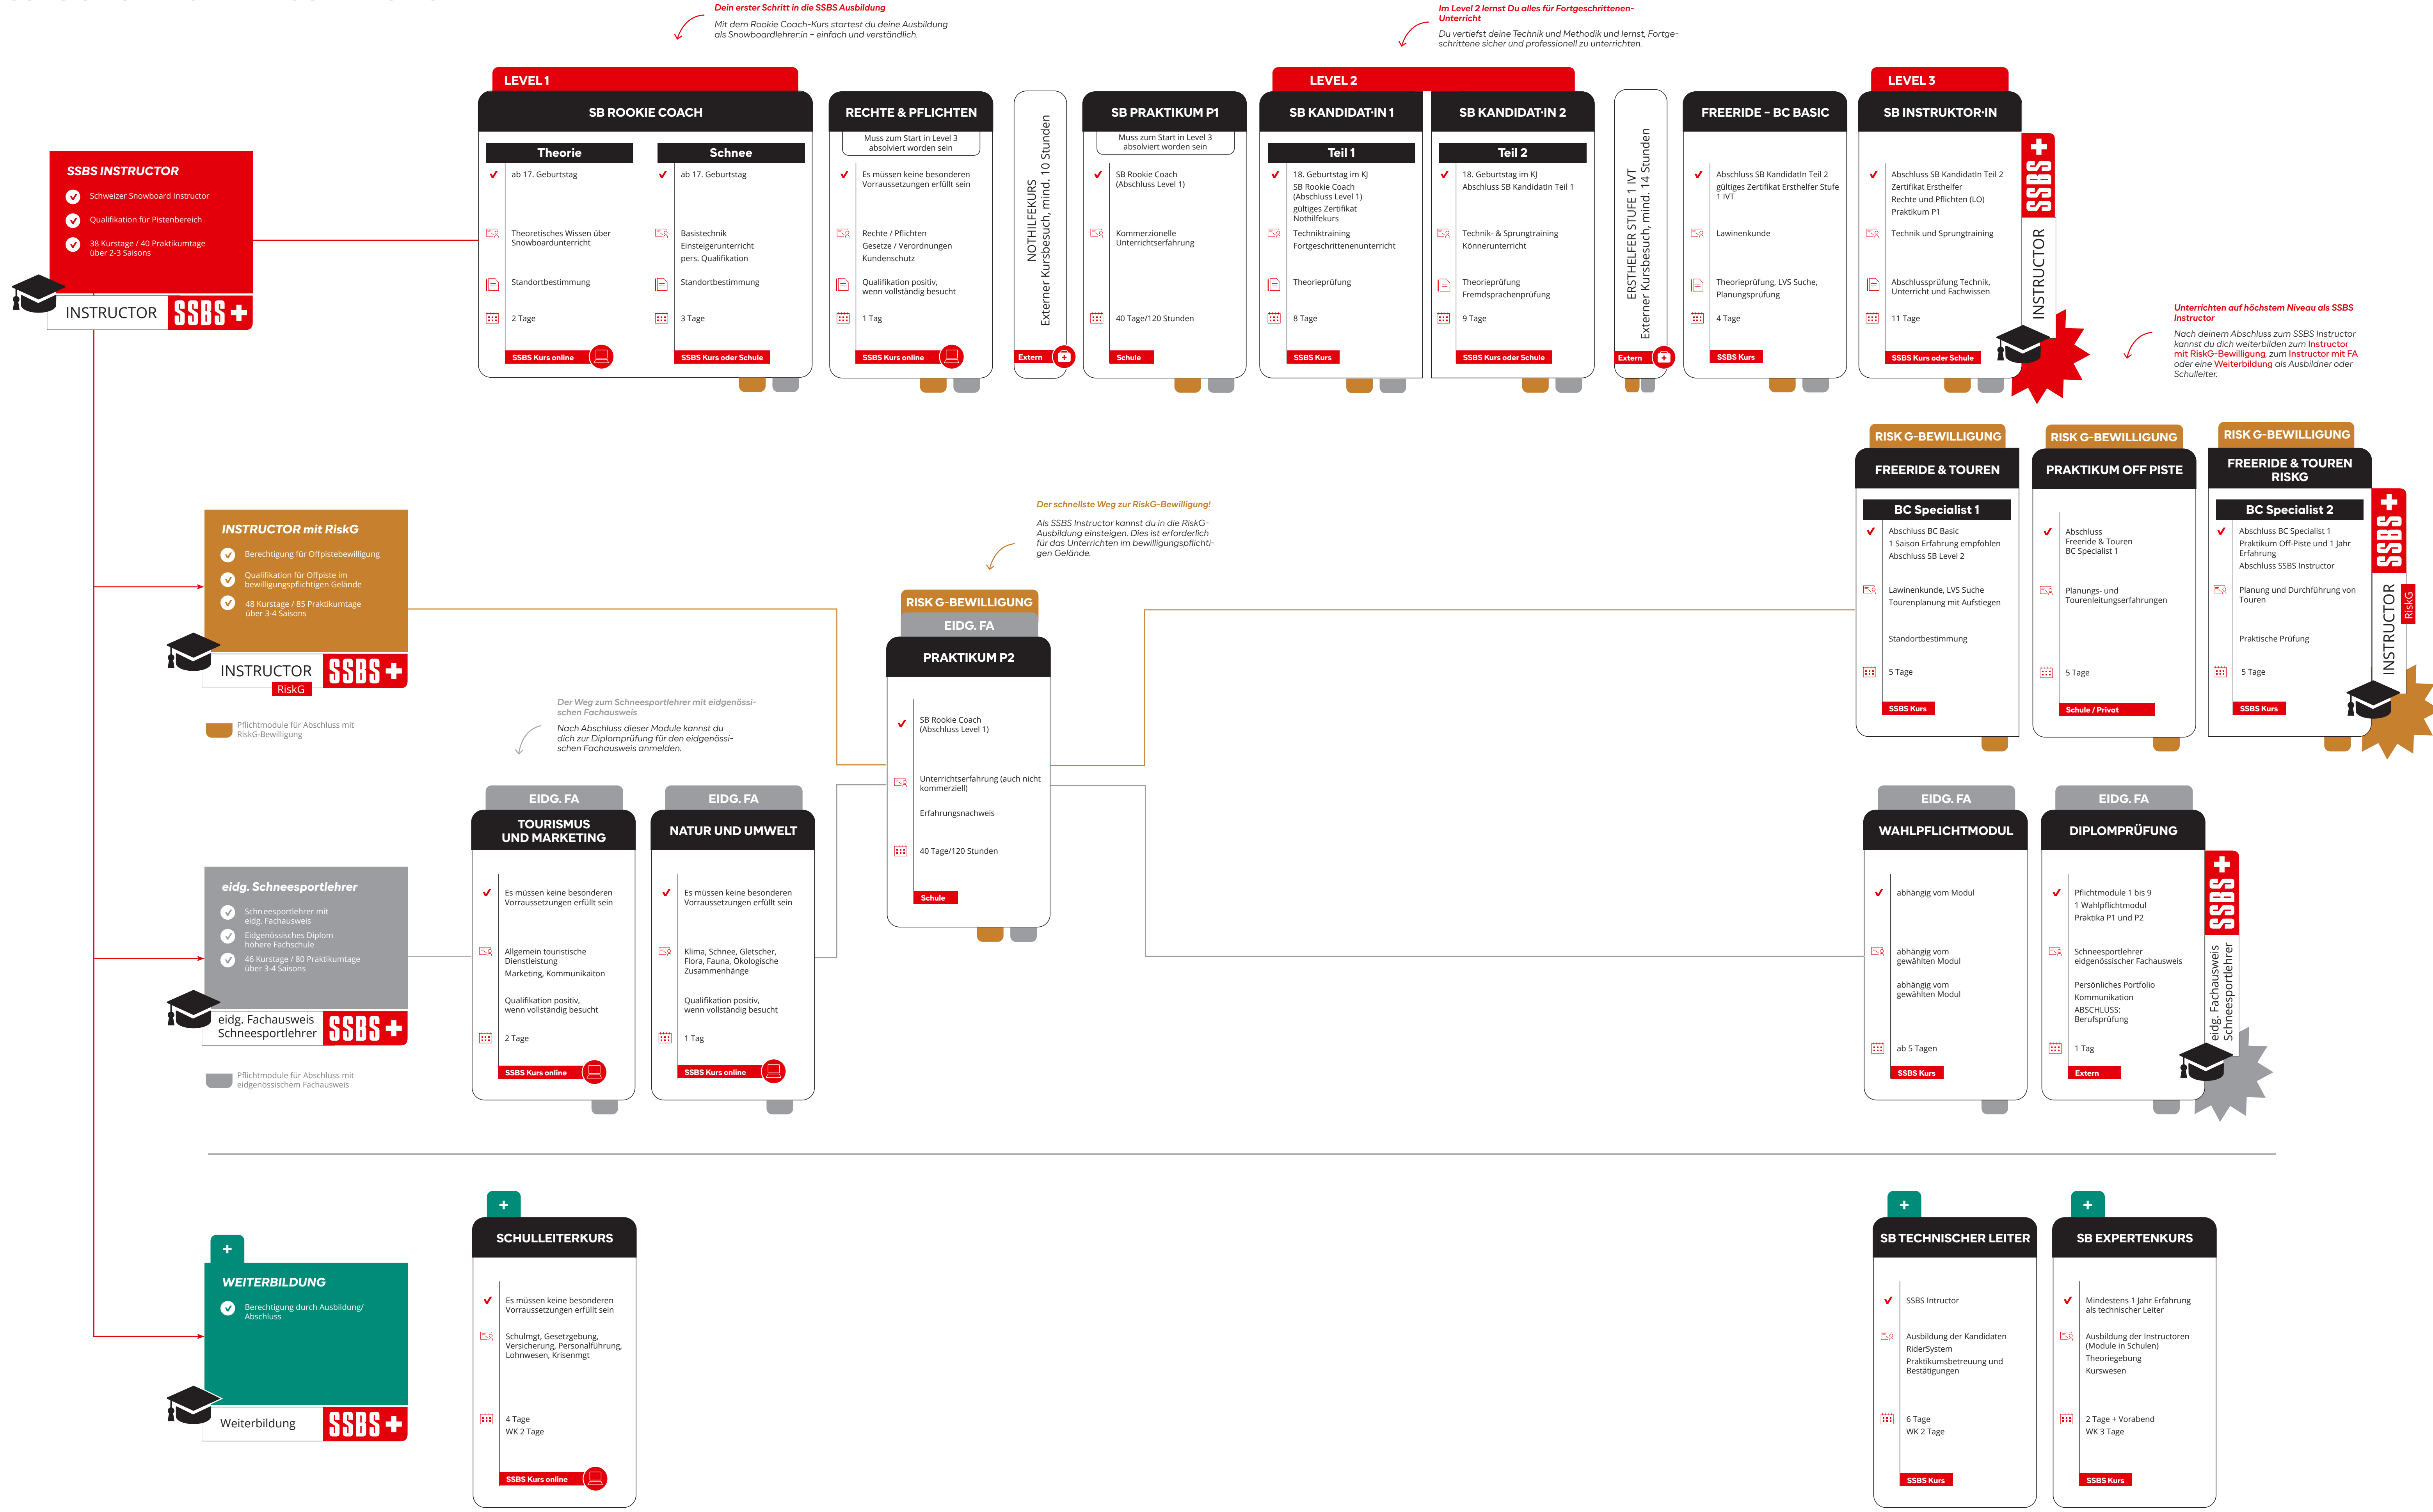 Dein erster Schritt in die SSBS Ausbildung
Mit dem Rookie Coach-Kurs startest du deine Ausbildung
als Snowboardlehrer:in – einfach und verständlich.
Im Level 2 lernst Du alles für Fortgeschrittenen-
Unterricht
Du vertiefst deine Technik und Methodik und lernst, Fortge-
schrittene sicher und professionell zu unterrichten.
SSBS INSTRUCTOR
Schweizer Snowboard Instructor
Qualifikation für Pistenbereich
38 Kurstage / 40 Praktikumtage
über 2-3 Saisons
INSTRUCTOR
SSBS
LEVEL 1
SB ROOKIE COACH
Theorie
ab 17. Geburtstag
Theoretisches Wissen über
Snowboardunterricht
Standortbestimmung
2 Tage
SSBS Kurs online
Schnee
ab 17. Geburtstag
Basistechnik
Einsteigerunterricht
pers. Qualifikation
Standortbestimmung
3 Tage
SSBS Kurs oder Schule
RECHTE & PFLICHTEN
Muss zum Start in Level 3
absolviert worden sein
Es müssen keine besonderen
Vorraussetzungen erfüllt sein
Rechte / Pflichten
Gesetze / Verordnungen
Kundenschutz
Qualifikation positiv,
wenn vollständig besucht
1 Tag
SSBS Kurs online
NOTHILFEKURS
Externer Kursbesuch, mind. 10 Stunden
Extern
SB PRAKTIKUM P1
Muss zum Start in Level 3
absolviert worden sein
SB Rookie Coach
(Abschluss Level 1)
Kommerzionelle
Unterrichtserfahrung
40 Tage/120 Stunden
Schule
LEVEL 2
SB KANDIDAT·IN 1
Teil 1
18. Geburtstag im KJ
SB Rookie Coach
(Abschluss Level 1)
gültiges Zertifikat
Nothilfekurs
Techniktraining
Fortgeschrittenenunterricht
Theorieprüfung
8 Tage
SSBS Kurs
SB KANDIDAT·IN 2
Teil 2
18. Geburtstag im KJ
Abschluss SB KandidatIn Teil 1
Technik- & Sprungtraining
Könnerunterricht
Theorieprüfung
Fremdsprachenprüfung
9 Tage
SSBS Kurs oder Schule
ERSTHELFER STUFE 1 IVT
Externer Kursbesuch, mind. 14 Stunden
Extern
FREERIDE – BC BASIC
Abschluss SB KandidatIn Teil 2
gültiges Zertifikat Ersthelfer Stufe
1 IVT
Lawinenkunde
Theorieprüfung, LVS Suche,
Planungsprüfung
4 Tage
SSBS Kurs
LEVEL 3
SB INSTRUKTOR·IN
Abschluss SB KandidatIn Teil 2
Zertifikat Ersthelfer
Rechte und Pflichten (LO)
Praktikum P1
Technik und Sprungtraining
Abschlussprüfung Technik,
Unterricht und Fachwissen
11 Tage
SSBS Kurs oder Schule
SSBS
INSTRUCTOR
Unterrichten auf höchstem Niveau als SSBS
Instructor
Nach deinem Abschluss zum SSBS Instructor
kannst du dich weiterbilden zum Instructor
mit RiskG-Bewilligung, zum Instructor mit FA
oder eine Weiterbildung als Ausbildner oder
Schulleiter.
INSTRUCTOR mit RiskG
Berechtigung für Offpistebewilligung
Qualifikation für Offpiste im
bewilligungspflichtigen Gelände
48 Kurstage / 85 Praktikumtage
über 3-4 Saisons
INSTRUCTOR
RiskG
SSBS
Pflichtmodule für Abschluss mit
RiskG-Bewilligung
Der schnellste Weg zur RiskG-Bewilligung!
Als SSBS Instructor kannst du in die RiskG-
Ausbildung einsteigen. Dies ist erforderlich
für das Unterrichten im bewilligungspflichti-
gen Gelände.
RISK G-BEWILLIGUNG
EIDG. FA
PRAKTIKUM P2
SB Rookie Coach
(Abschluss Level 1)
Unterrichtserfahrung (auch nicht
kommerziell)
Erfahrungsnachweis
40 Tage/120 Stunden
Schule
RISK G-BEWILLIGUNG
FREERIDE & TOUREN
BC Specialist 1
Abschluss BC Basic
1 Saison Erfahrung empfohlen
Abschluss SB Level 2
Lawinenkunde, LVS Suche
Tourenplanung mit Aufstiegen
Standortbestimmung
5 Tage
SSBS Kurs
RISK G-BEWILLIGUNG
PRAKTIKUM OFF PISTE
Abschluss
Freeride & Touren
BC Specialist 1
Planungs- und
Tourenleitungserfahrungen
5 Tage
Schule / Privat
RISK G-BEWILLIGUNG
FREERIDE & TOUREN
RISKG
BC Specialist 2
Abschluss BC Specialist 1
Praktikum Off-Piste und 1 Jahr
Erfahrung
Abschluss SSBS Instructor
Planung und Durchführung von
Touren
Praktische Prüfung
5 Tage
SSBS Kurs
SSBS
INSTRUCTOR
RiskG
Der Weg zum Schneesportlehrer mit eidgenössi-
schen Fachausweis
Nach Abschluss dieser Module kannst du
dich zur Diplomprüfung für den eidgenössi-
schen Fachausweis anmelden.
eidg. Schneesportlehrer
Schneesportlehrer mit
eidg. Fachausweis
Eidgenössisches Diplom
höhere Fachschule
46 Kurstage / 80 Praktikumtage
über 3-4 Saisons
eidg. Fachausweis
Schneesportlehrer
SSBS
Pflichtmodule für Abschluss mit
eidgenössischem Fachausweis
EIDG. FA
TOURISMUS
UND MARKETING
Es müssen keine besonderen
Vorraussetzungen erfüllt sein
Allgemein touristische
Dienstleistung
Marketing, Kommunikaiton
Qualifikation positiv,
wenn vollständig besucht
2 Tage
SSBS Kurs online
EIDG. FA
NATUR UND UMWELT
Es müssen keine besonderen
Vorraussetzungen erfüllt sein
Klima, Schnee, Gletscher,
Flora, Fauna, Ökologische
Zusammenhänge
Qualifikation positiv,
wenn vollständig besucht
1 Tag
SSBS Kurs online
EIDG. FA
WAHLPFLICHTMODUL
abhängig vom Modul
abhängig vom
gewählten Modul
abhängig vom
gewählten Modul
ab 5 Tagen
SSBS Kurs
EIDG. FA
DIPLOMPRÜFUNG
Pflichtmodule 1 bis 9
1 Wahlpflichtmodul
Praktika P1 und P2
Schneesportlehrer
eidgenössischer Fachausweis
Persönliches Portfolio
Kommunikation
ABSCHLUSS:
Berufsprüfung
1 Tag
Extern
SSBS
eidg. Fachausweis
Schneesportlehrer
+
WEITERBILDUNG
Berechtigung durch Ausbildung/
Abschluss
Weiterbildung
SSBS
+
SCHULLEITERKURS
Es müssen keine besonderen
Vorraussetzungen erfüllt sein
Schulmgt, Gesetzgebung,
Versicherung, Personalführung,
Lohnwesen, Krisenmgt
4 Tage
WK 2 Tage
SSBS Kurs online
+
SB TECHNISCHER LEITER
SSBS Intructor
Ausbildung der Kandidaten
RiderSystem
Praktikumsbetreuung und
Bestätigungen
6 Tage
WK 2 Tage
SSBS Kurs
+
SB EXPERTENKURS
Mindestens 1 Jahr Erfahrung
als technischer Leiter
Ausbildung der Instructoren
(Module in Schulen)
Theoriegebung
Kurswesen
2 Tage + Vorabend
WK 3 Tage
SSBS Kurs